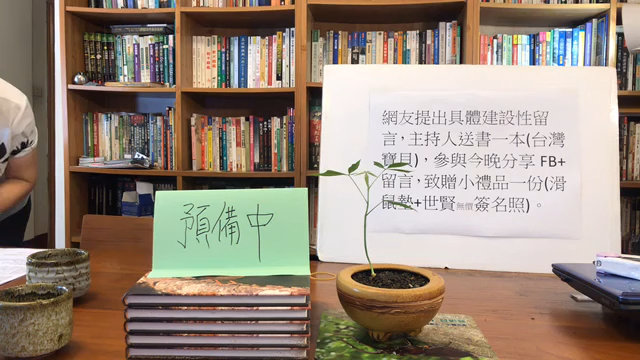 預備中
網友提出具體建設性留
言,主持人送書一本(台灣
寶貝),參與今晚分享 FB+
留言,致贈小禮品一份(滑
鼠墊+世賢無價簽名照)。